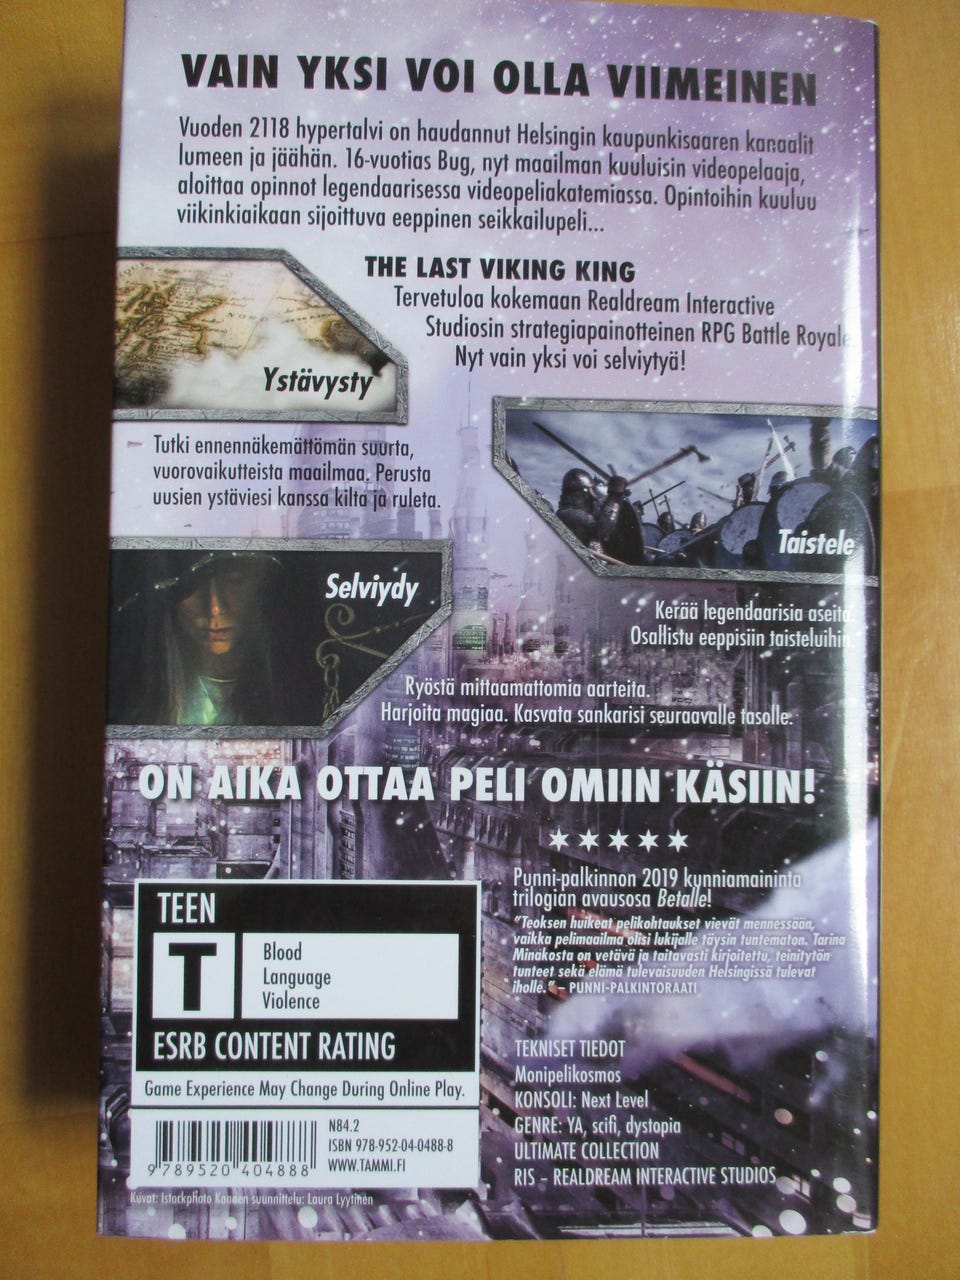 VAIN YKSI VOI OLLA VIIMEINEN
Vuoden 2118 hypertalvi on haudannut Helsingin kaupunkisaaren kanaalit
lumeen ja jäähän. 16-vuotias Bug, nyt maailman kuuluisin videopelaaja,
aloittaa opinnot legendaarisessa videopeliakatemiassa. Opintoihin kuuluu
viikinkiaikaan sijoittuva eeppinen seikkailupeli...
THE LAST VIKING KING
Tervetuloa kokemaan Realdream Interactive
Studiosin strategiapainotteinen RPG Battle Royale.
Nyt vain yksi voi selviytyä!
Ystävysty
Tutki ennennäkemättömän suurta,
vuorovaikutteista maailmaa. Perusta
uusien ystäviesi kanssa kilta ja ruleta.
Taistele
Kerää legendaarisia aseita.
Osallistu eeppisiin taisteluihin.
Selviydy
Ryöstä mittaamattomia aarteita.
Harjoita magiaa. Kasvata sankarisi seuraavalle tasolle.
ON AIKA OTTAA PELI OMIIN KÄSIIN!
Punni-palkinnon 2019 kunniamaininta
trilogian avausosa Betalle!
"Teoksen huikeat pelikohtaukset vievät mennessään,
vaikka pelimaailma olisi lukijalle täysin tuntematon. Tarina
Minäkosta on vetävä ja taitavasti kirjoitettu, teinitytön
tunteet sekä elämä tulevaisuuden Helsingissä tulevat
iholle." – PUNNI-PALKINTORAATI
TEEN
T
Blood
Language
Violence
ESRB CONTENT RATING
Game Experience May Change During Online Play.
N84.2
ISBN 978-952-04-0488-8
WWW.TAMMI.FI
9 789520 404888
Kuvat: Istockphoto Kannen suunnittelu: Laura Lyytinen
TEKNISET TIEDOT
Monipelikosmos
KONSOLI: Next Level
GENRE: YA, scifi, dystopia
ULTIMATE COLLECTION
RIS – REALDREAM INTERACTIVE STUDIOS